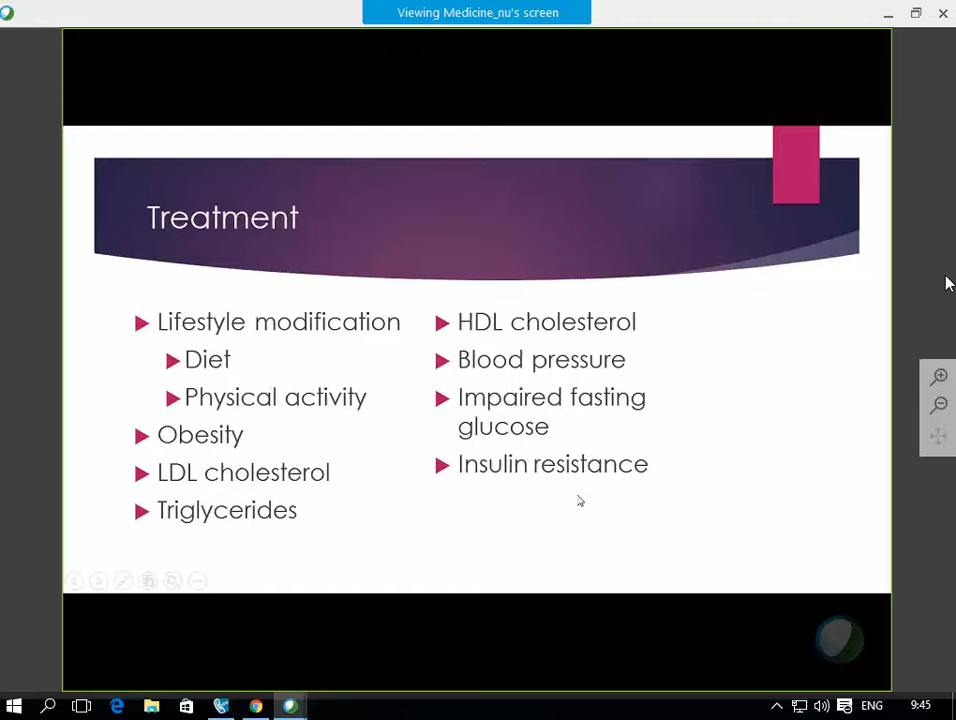 Viewing Medicine_nu's screen
Treatment
Lifestyle modification
Diet
Physical activity
Obesity
LDL cholesterol
Triglycerides
HDL cholesterol
Blood pressure
Impaired fasting
glucose
Insulin resistance
ENG
9:45